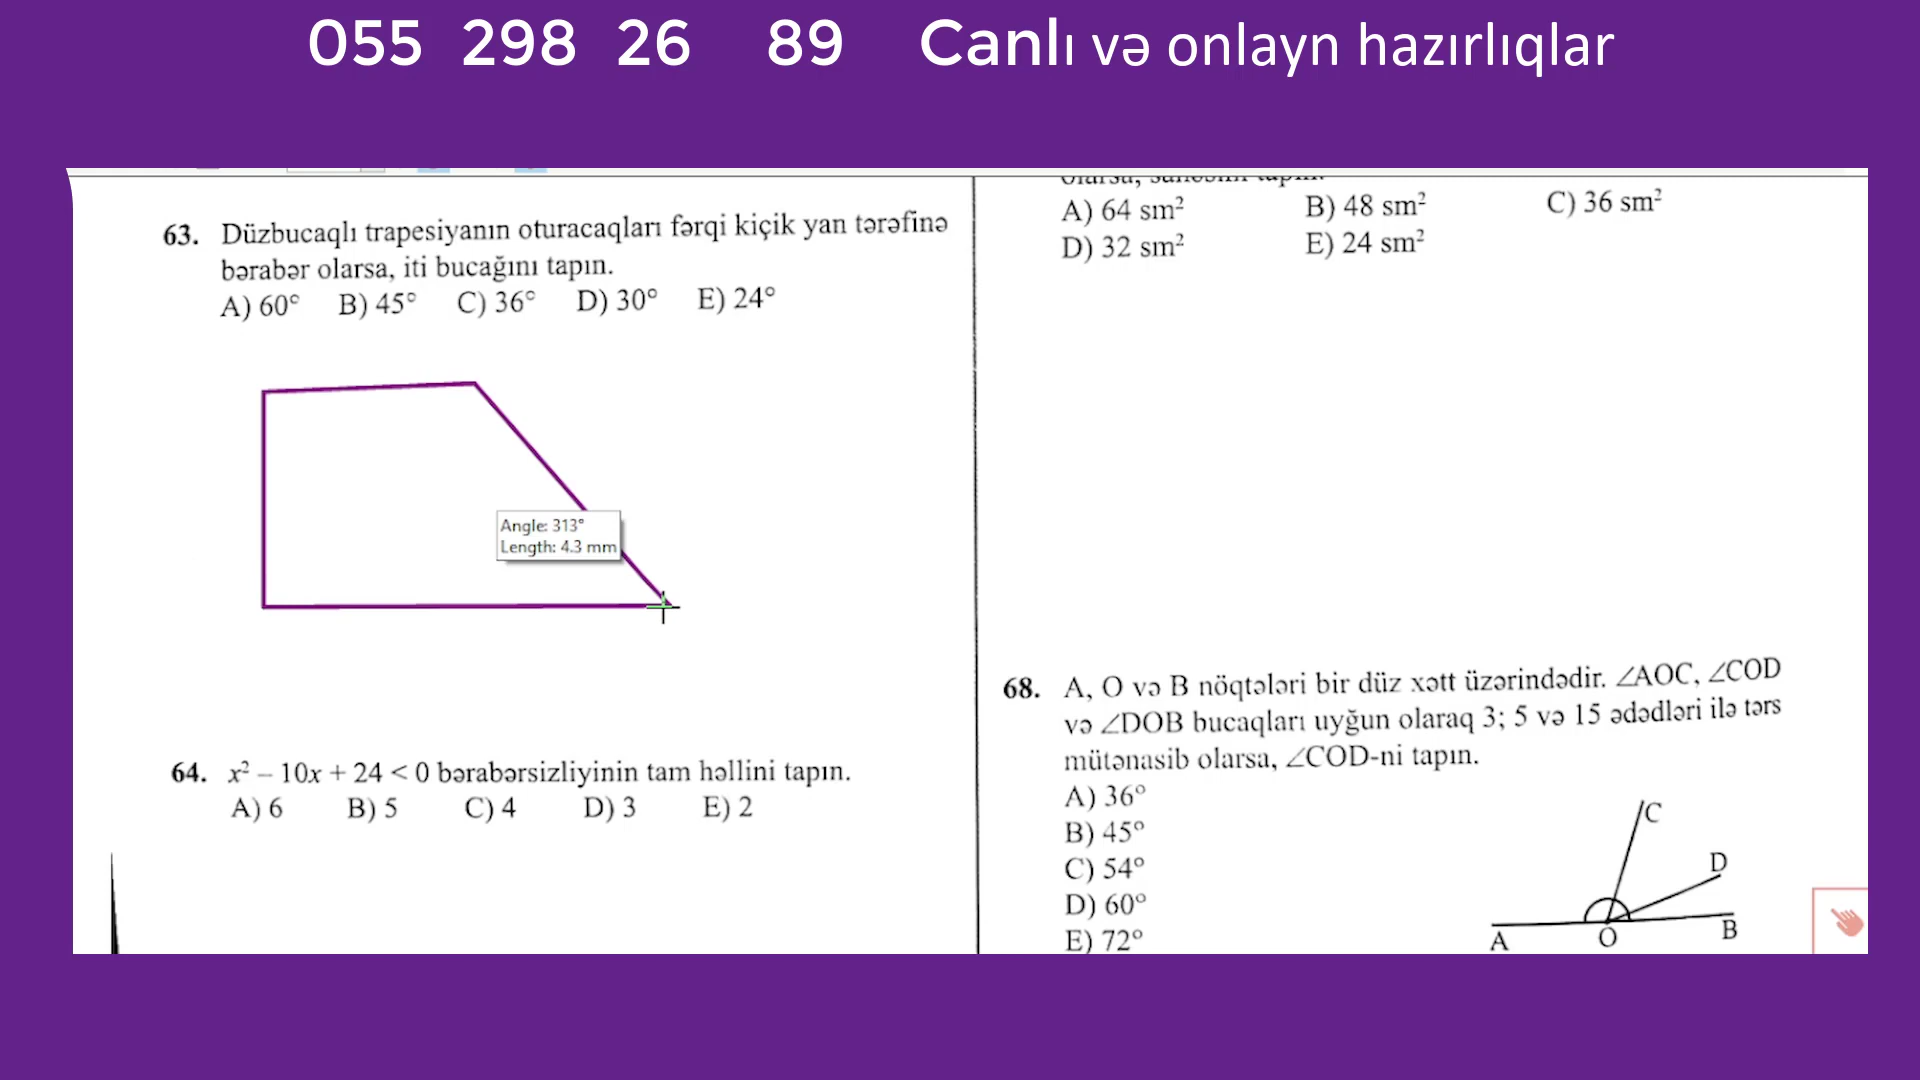 055 298 26 89 Canlı və onlayn hazırlıqlar
63. Düzbucaqlı trapesiyanın oturacaqları fərqi kiçik yan tərəfinə
bərabər olarsa, iti bucağını tapın.
A) 60° B) 45° C) 36° D) 30° E) 24°
Angle: 313°
Length: 4.3 mm
64. x² – 10x + 24 < 0 bərabərsizliyinin tam həllini tapın.
A) 6 B) 5 C) 4 D) 3 E) 2
A) 64 sm² B) 48 sm² C) 36 sm²
D) 32 sm² E) 24 sm²
68. A, O və B nöqtələri bir düz xətt üzərindədir. ∠AOC, ∠COD
və ∠DOB bucaqları uyğun olaraq 3; 5 və 15 ədədləri ilə tərs
mütənasib olarsa, ∠COD-ni tapın.
A) 36°
B) 45°
C) 54°
D) 60°
E) 72°
C
D
A O B